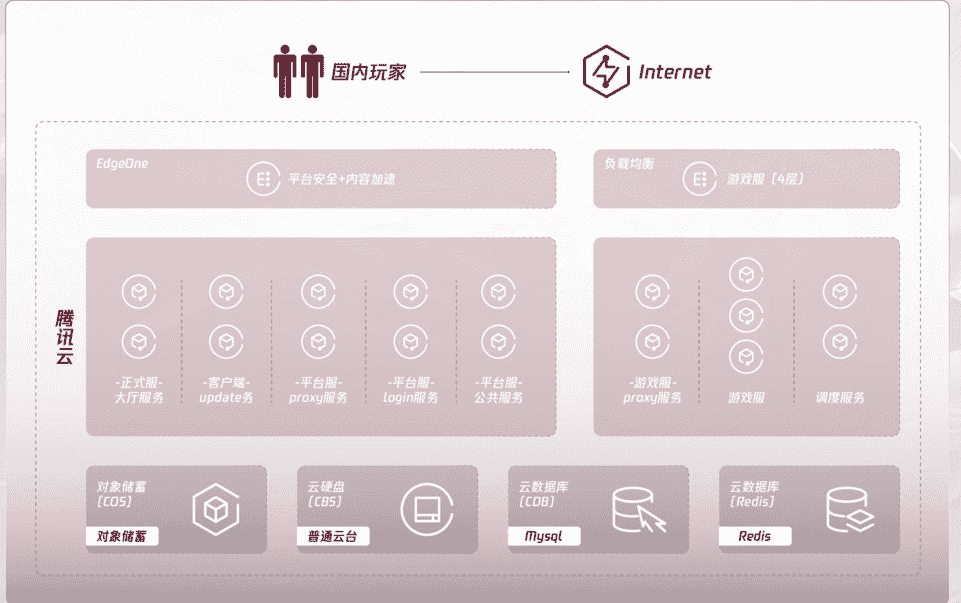 国内玩家
Internet
EdgeOne
平台安全+内容加速
负载均衡
游戏服（4层）
腾讯云
-正式服-
大厅服务
-客户端-
update务
-平台服-
proxy服务
-平台服-
login服务
-平台服-
公共服务
-游戏服-
proxy服务
游戏服
调度服务
对象储蓄
(COS)
对象储蓄
云硬盘
(CBS)
普通云台
云数据库
(CDB)
Mysql
云数据库
(Redis)
Redis